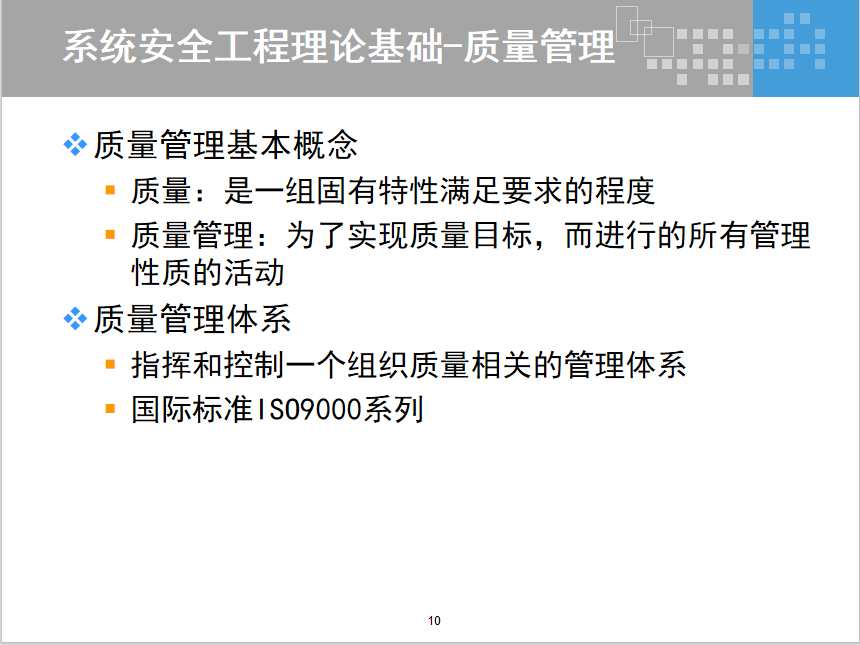 系统安全工程理论基础-质量管理
质量管理基本概念
质量：是一组固有特性满足要求的程度
质量管理：为了实现质量目标，而进行的所有管理
性质的活动
质量管理体系
指挥和控制一个组织质量相关的管理体系
国际标准ISO9000系列
10